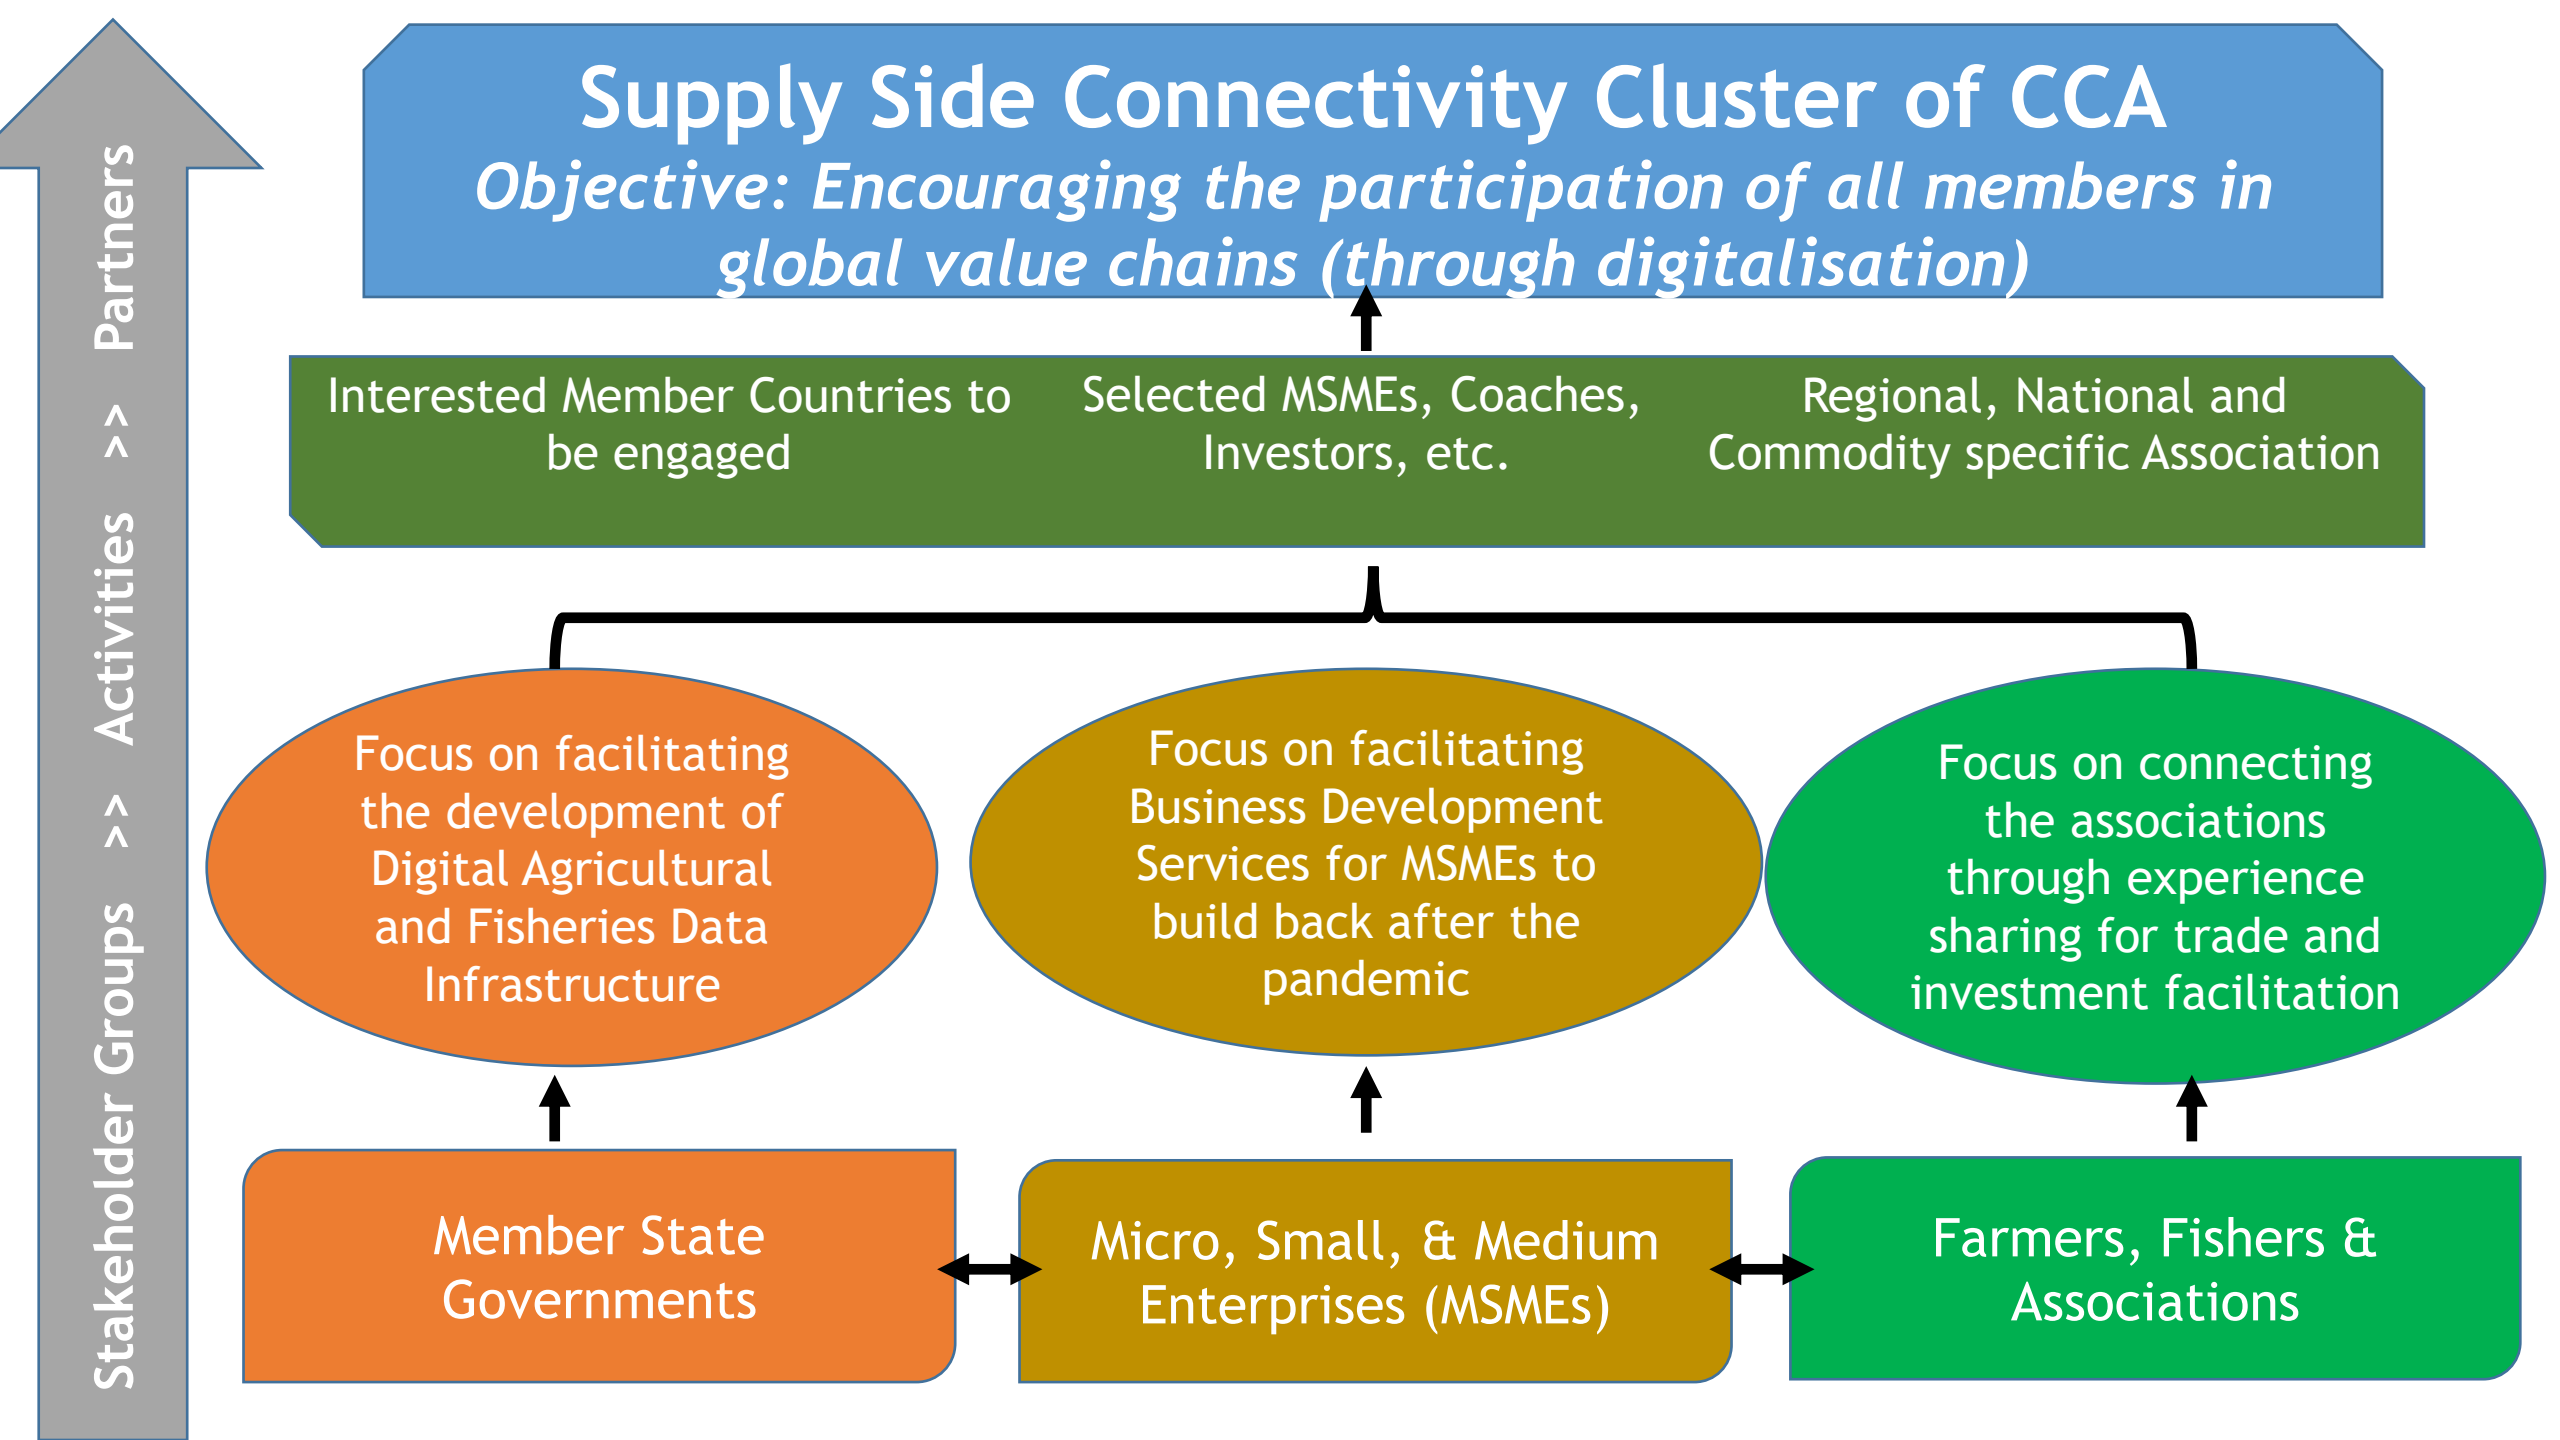 Supply Side Connectivity Cluster of CCA
Objective: Encouraging the participation of all members in
global value chains (through digitalisation)
Interested Member Countries to
be engaged
Selected MSMEs, Coaches,
Investors, etc.
Regional, National and
Commodity specific Association
Focus on facilitating
the development of
Digital Agricultural
and Fisheries Data
Infrastructure
Focus on facilitating
Business Development
Services for MSMEs to
build back after the
pandemic
Focus on connecting
the associations
through experience
sharing for trade and
investment facilitation
Member State
Governments
Micro, Small, & Medium
Enterprises (MSMEs)
Farmers, Fishers &
Associations
Stakeholder Groups >> Activities >> Partners